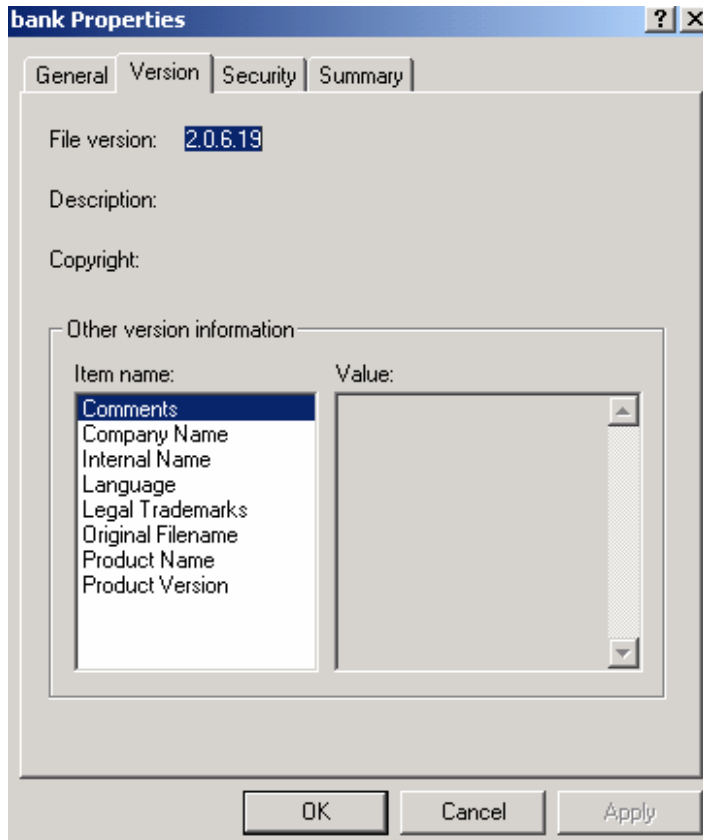 bank Properties
General Version Security Summary
File version: 2.0.6.19
Description:
Copyright:
Other version information
Item name: Value:
Comments
Company Name
Internal Name
Language
Legal Trademarks
Original Filename
Product Name
Product Version
OK Cancel Apply